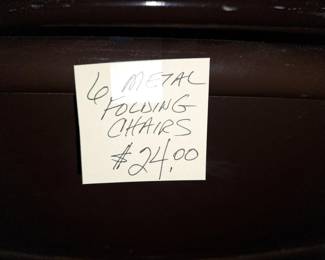 6 METAL
FOLDING
CHAIRS
$24.00